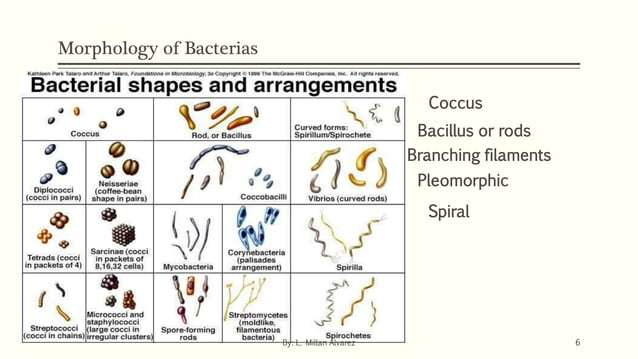 Morphology of Bacterias
Kathleen Park Talaro and Arthur Talaro, Foundations in Microbiology, 3e Copyright © 1999 The McGraw-Hill Companies, Inc. All rights reserved.
Bacterial shapes and arrangements
Coccus
Rod, or Bacillus
Curved forms:
Spirillum/Spirochete
Diplococci
(cocci in pairs)
Neisseriae
(coffee-bean
shape in pairs)
Coccobacilli
Vibrios (curved rods)
Tetrads (cocci
in packets of 4)
Sarcinae (cocci
in packets of
8,16,32 cells)
Mycobacteria
Corynebacteria
(palisades
arrangement)
Spirilla
Streptococci
(cocci in chains)
Micrococci and
staphylococci
(large cocci in
irregular clusters)
Spore-forming
rods
Streptomycetes
(moldlike,
filamentous
bacteria)
Spirochetes
Coccus
Bacillus or rods
Branching filaments
Pleomorphic
Spiral
By: L. Millan Alvarez
6